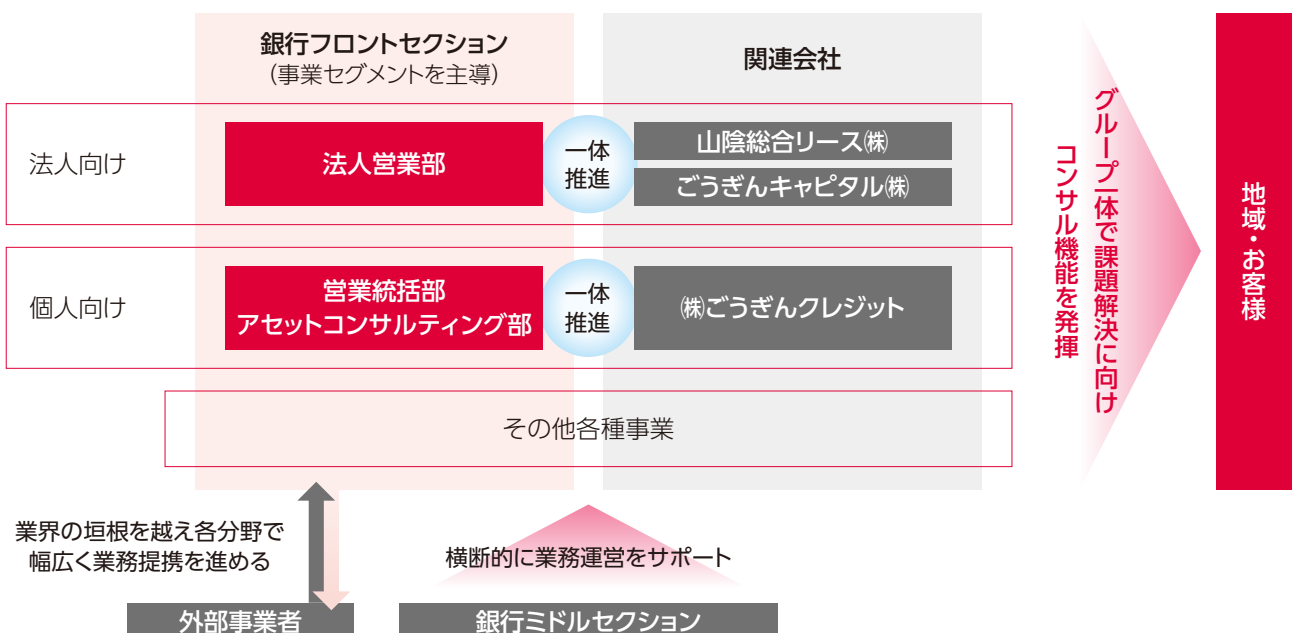 銀行フロントセクション
(事業セグメントを主導)
関連会社
法人向け
法人営業部
一体
推進
山陰総合リース㈱
ごうぎんキャピタル㈱
個人向け
営業統括部
アセットコンサルティング部
一体
推進
㈱ごうぎんクレジット
その他各種事業
グループ一体で課題解決に向け
コンサル機能を発揮
地域・お客様
業界の垣根を越え各分野で
幅広く業務提携を進める
横断的に業務運営をサポート
外部事業者
銀行ミドルセクション